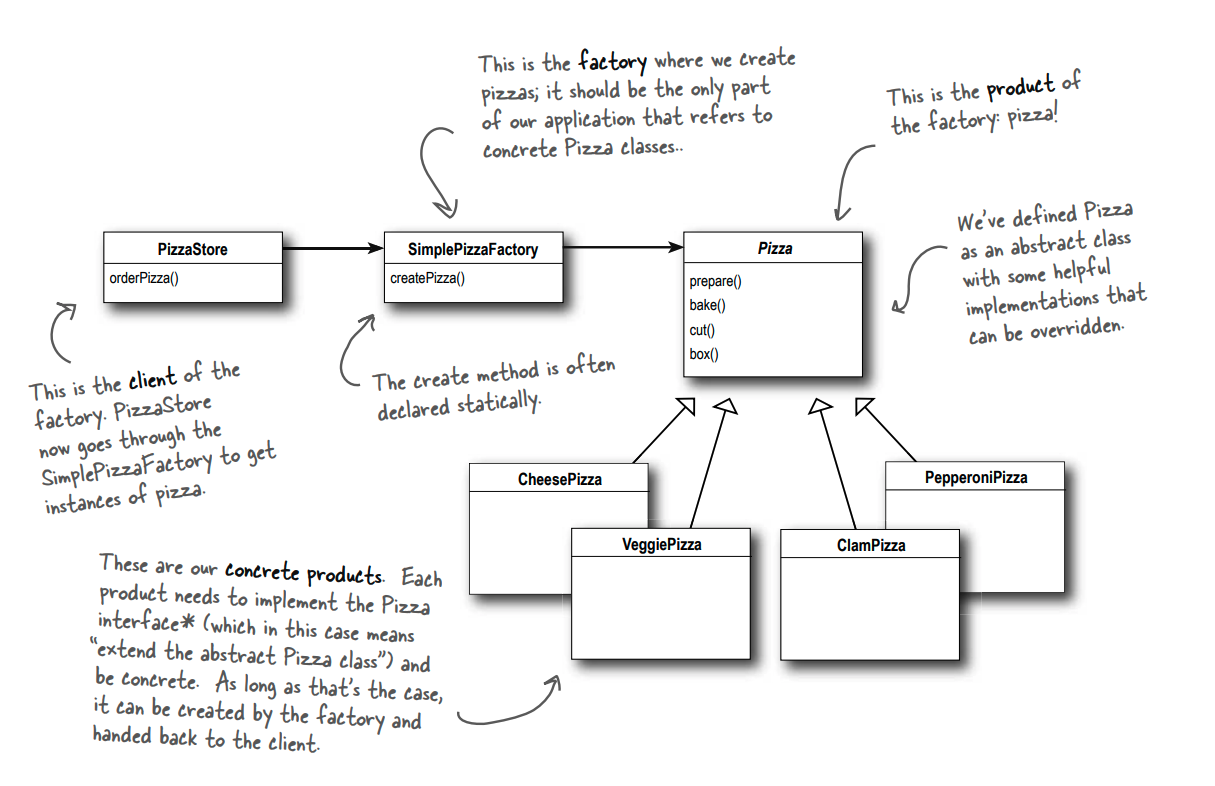 This is the factory where we create
pizzas; it should be the only part
of our application that refers to
concrete Pizza classes..
This is the product of
the factory: pizza!
We've defined Pizza
as an abstract class
with some helpful
implementations that
can be overridden.
PizzaStore
orderPizza()
SimplePizzaFactory
createPizza()
Pizza
prepare()
bake()
cut()
box()
This is the client of the
factory. PizzaStore
now goes through the
SimplePizzaFactory to get
instances of pizza.
The create method is often
declared statically.
CheesePizza
VeggiePizza
ClamPizza
PepperoniPizza
These are our concrete products. Each
product needs to implement the Pizza
interface* (which in this case means
“extend the abstract Pizza class”) and
be concrete. As long as that's the case,
it can be created by the factory and
handed back to the client.